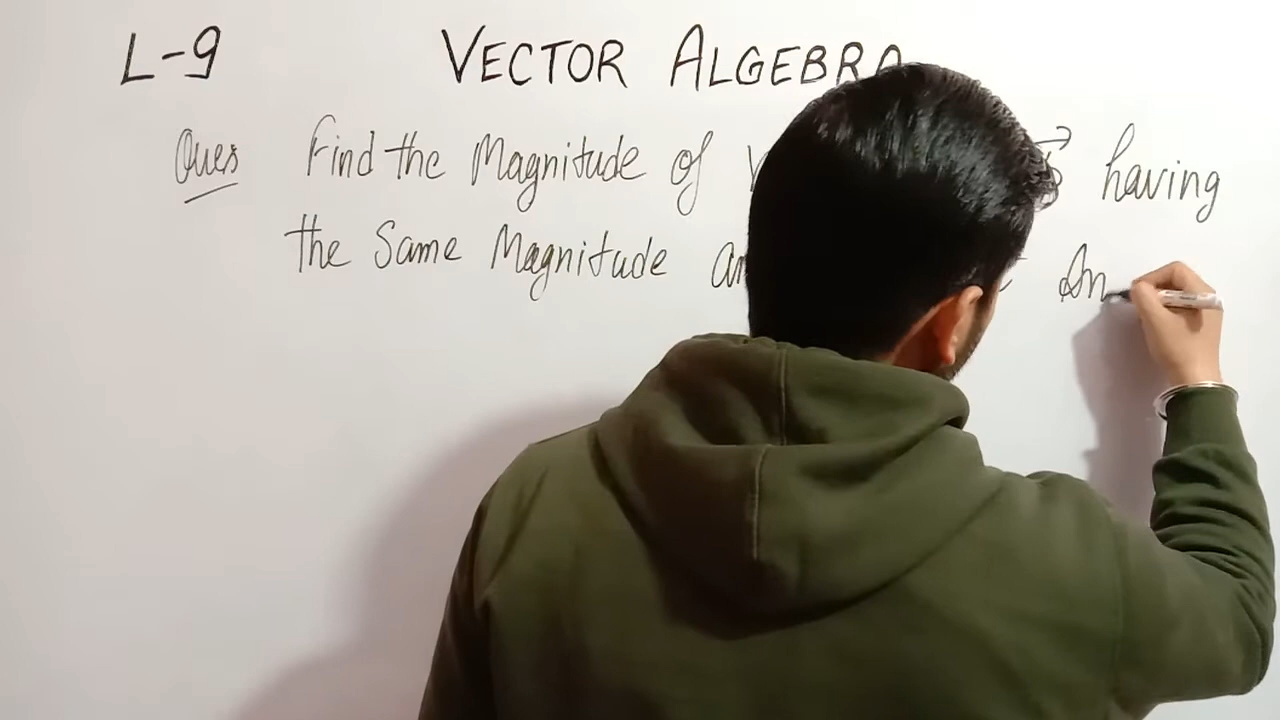 L-9 VECTOR ALGEBRA
Ques Find the Magnitude of having
the Same Magnitude